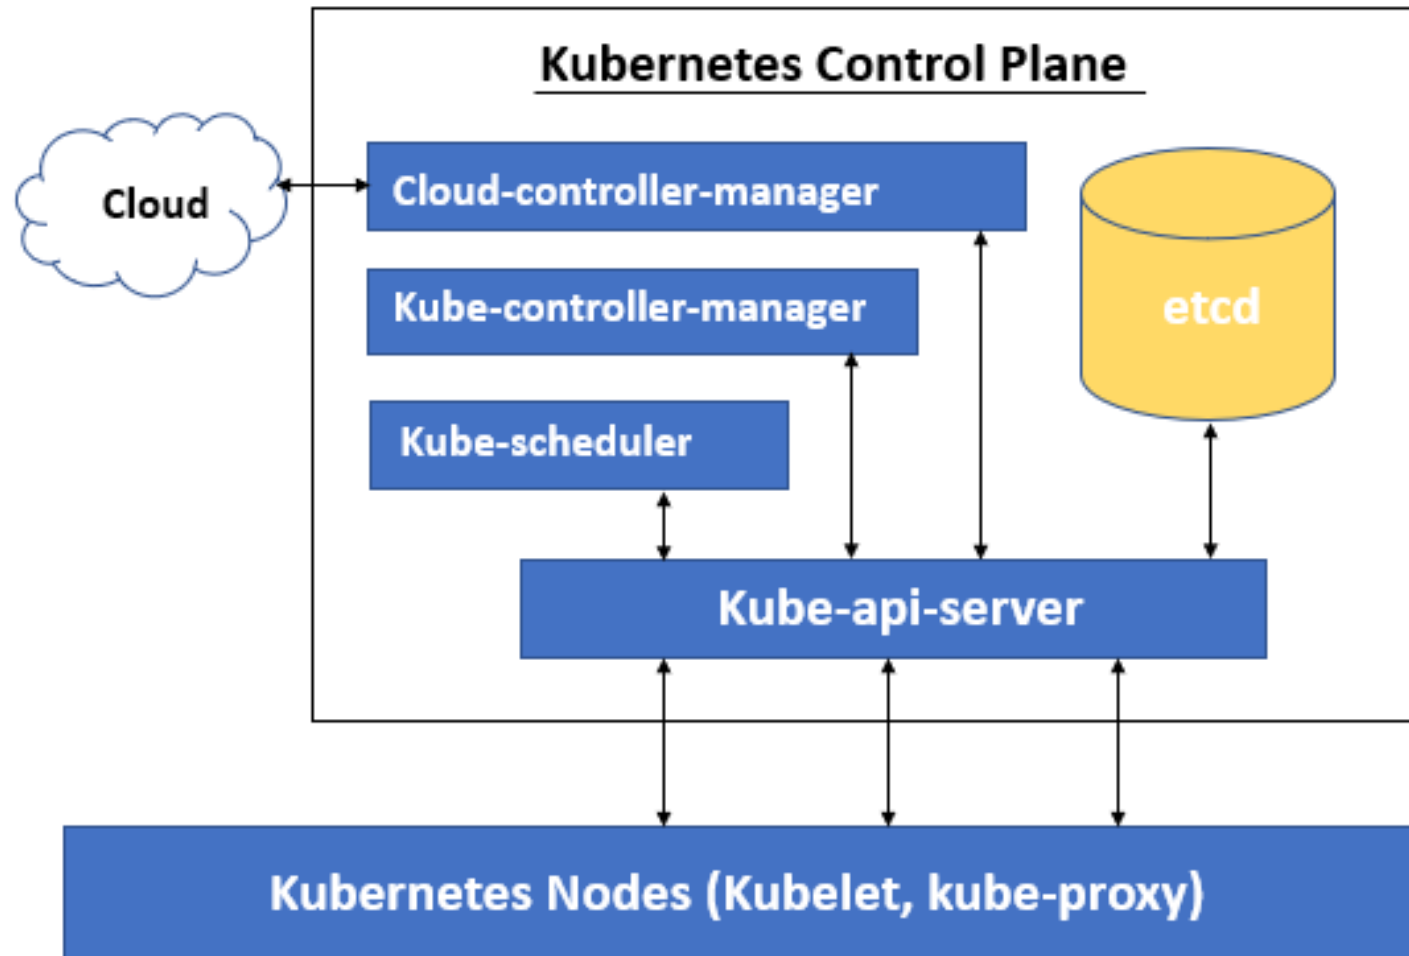 Kubernetes Control Plane
Cloud
Cloud-controller-manager
Kube-controller-manager
etcd
Kube-scheduler
Kube-api-server
Kubernetes Nodes (Kubelet, kube-proxy)